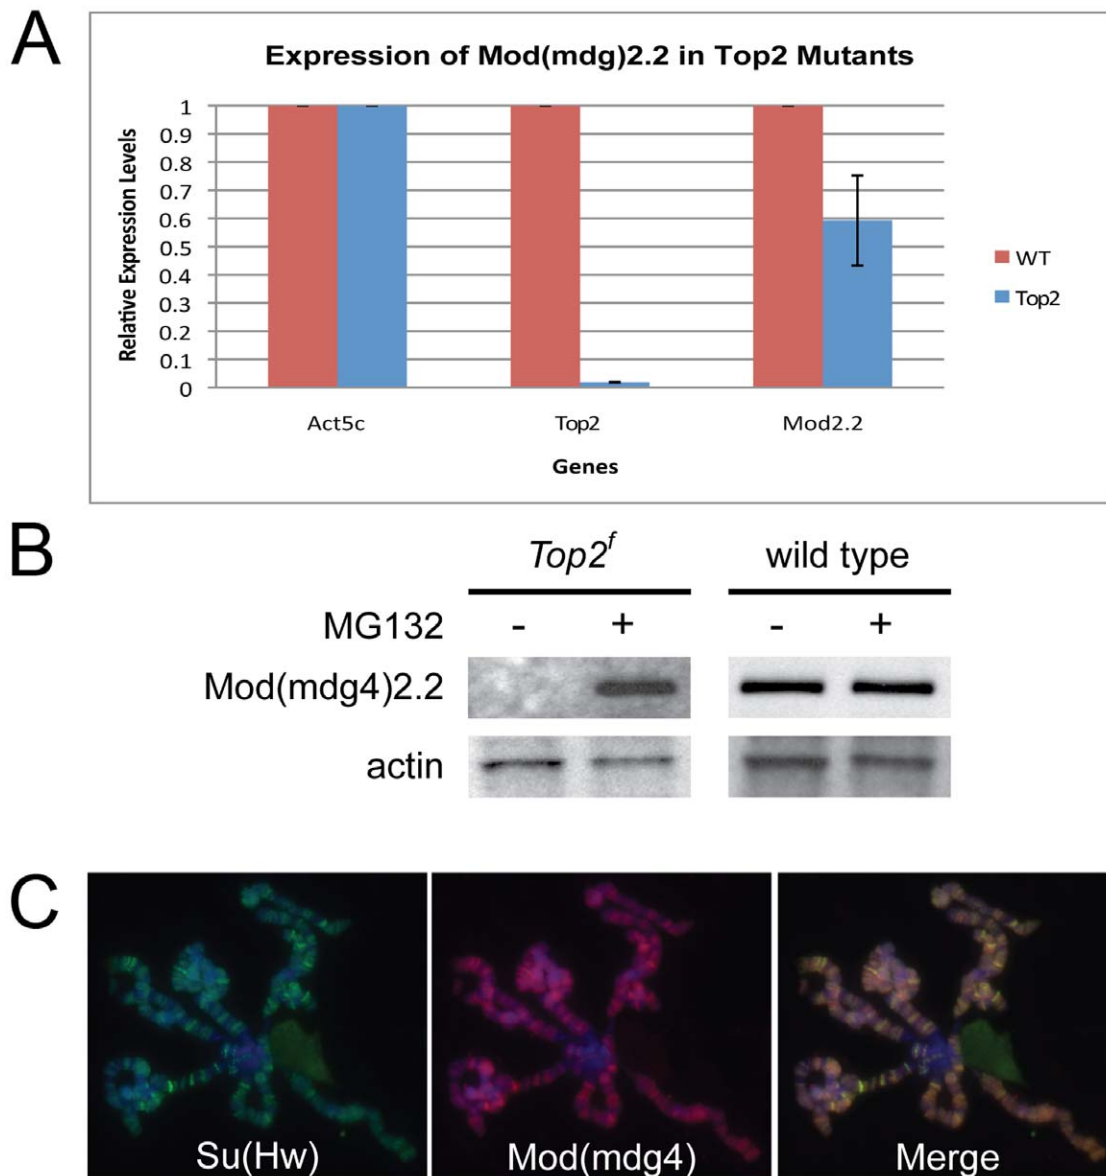 A
Expression of Mod(mdg)2.2 in Top2 Mutants
Relative Expression Levels
1
0.9
0.8
0.7
0.6
0.5
0.4
0.3
0.2
0.1
0
Act5c Top2 Mod2.2
Genes
WT
Top2
B
Top2f wild type
MG132 - + - +
Mod(mdg4)2.2
actin
C
Su(Hw) Mod(mdg4) Merge